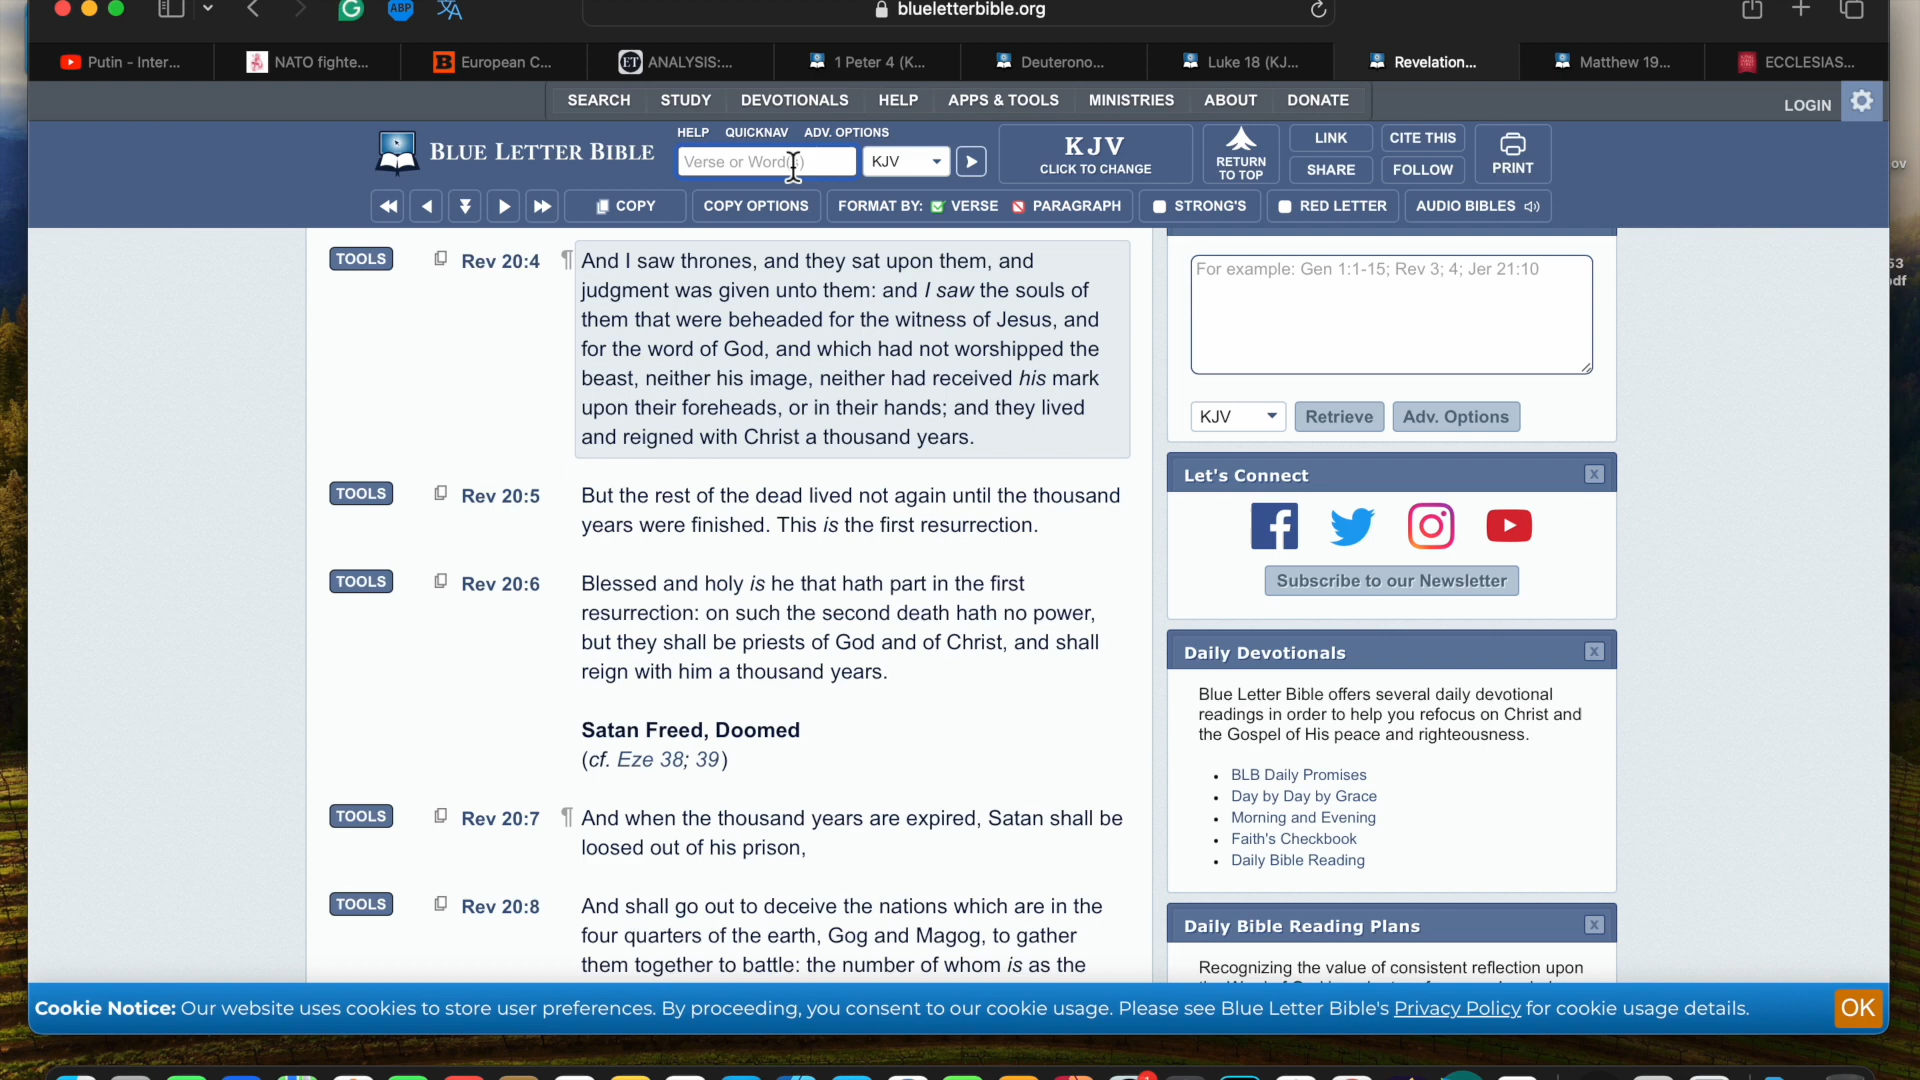 blueletterbible.org
Putin - Inter...
NATO fighte...
European C...
ANALYSIS:...
1 Peter 4 (K...
Deuterono...
Luke 18 (KJ...
Revelation...
Matthew 19...
ECCLESIAS...
SEARCH STUDY DEVOTIONALS HELP APPS & TOOLS MINISTRIES ABOUT DONATE
LOGIN
BLUE LETTER BIBLE
HELP QUICKNAV ADV. OPTIONS
Verse or Word(s)
KJV
KJV
CLICK TO CHANGE
RETURN
TO TOP
LINK
CITE THIS
SHARE
FOLLOW
PRINT
COPY
COPY OPTIONS
FORMAT BY: VERSE PARAGRAPH
STRONG'S
RED LETTER
AUDIO BIBLES
TOOLS
Rev 20:4
¶ And I saw thrones, and they sat upon them, and
judgment was given unto them: and I saw the souls of
them that were beheaded for the witness of Jesus, and
for the word of God, and which had not worshipped the
beast, neither his image, neither had received his mark
upon their foreheads, or in their hands; and they lived
and reigned with Christ a thousand years.
TOOLS
Rev 20:5
But the rest of the dead lived not again until the thousand
years were finished. This is the first resurrection.
TOOLS
Rev 20:6
Blessed and holy is he that hath part in the first
resurrection: on such the second death hath no power,
but they shall be priests of God and of Christ, and shall
reign with him a thousand years.
Satan Freed, Doomed
(cf. Eze 38; 39)
TOOLS
Rev 20:7
¶ And when the thousand years are expired, Satan shall be
loosed out of his prison,
TOOLS
Rev 20:8
And shall go out to deceive the nations which are in the
four quarters of the earth, Gog and Magog, to gather
them together to battle: the number of whom is as the
For example: Gen 1:1-15; Rev 3; 4; Jer 21:10
KJV
Retrieve
Adv. Options
Let's Connect
Subscribe to our Newsletter
Daily Devotionals
Blue Letter Bible offers several daily devotional
readings in order to help you refocus on Christ and
the Gospel of His peace and righteousness.
BLB Daily Promises
Day by Day by Grace
Morning and Evening
Faith's Checkbook
Daily Bible Reading
Daily Bible Reading Plans
Recognizing the value of consistent reflection upon
Cookie Notice: Our website uses cookies to store user preferences. By proceeding, you consent to our cookie usage. Please see Blue Letter Bible's Privacy Policy for cookie usage details.
OK